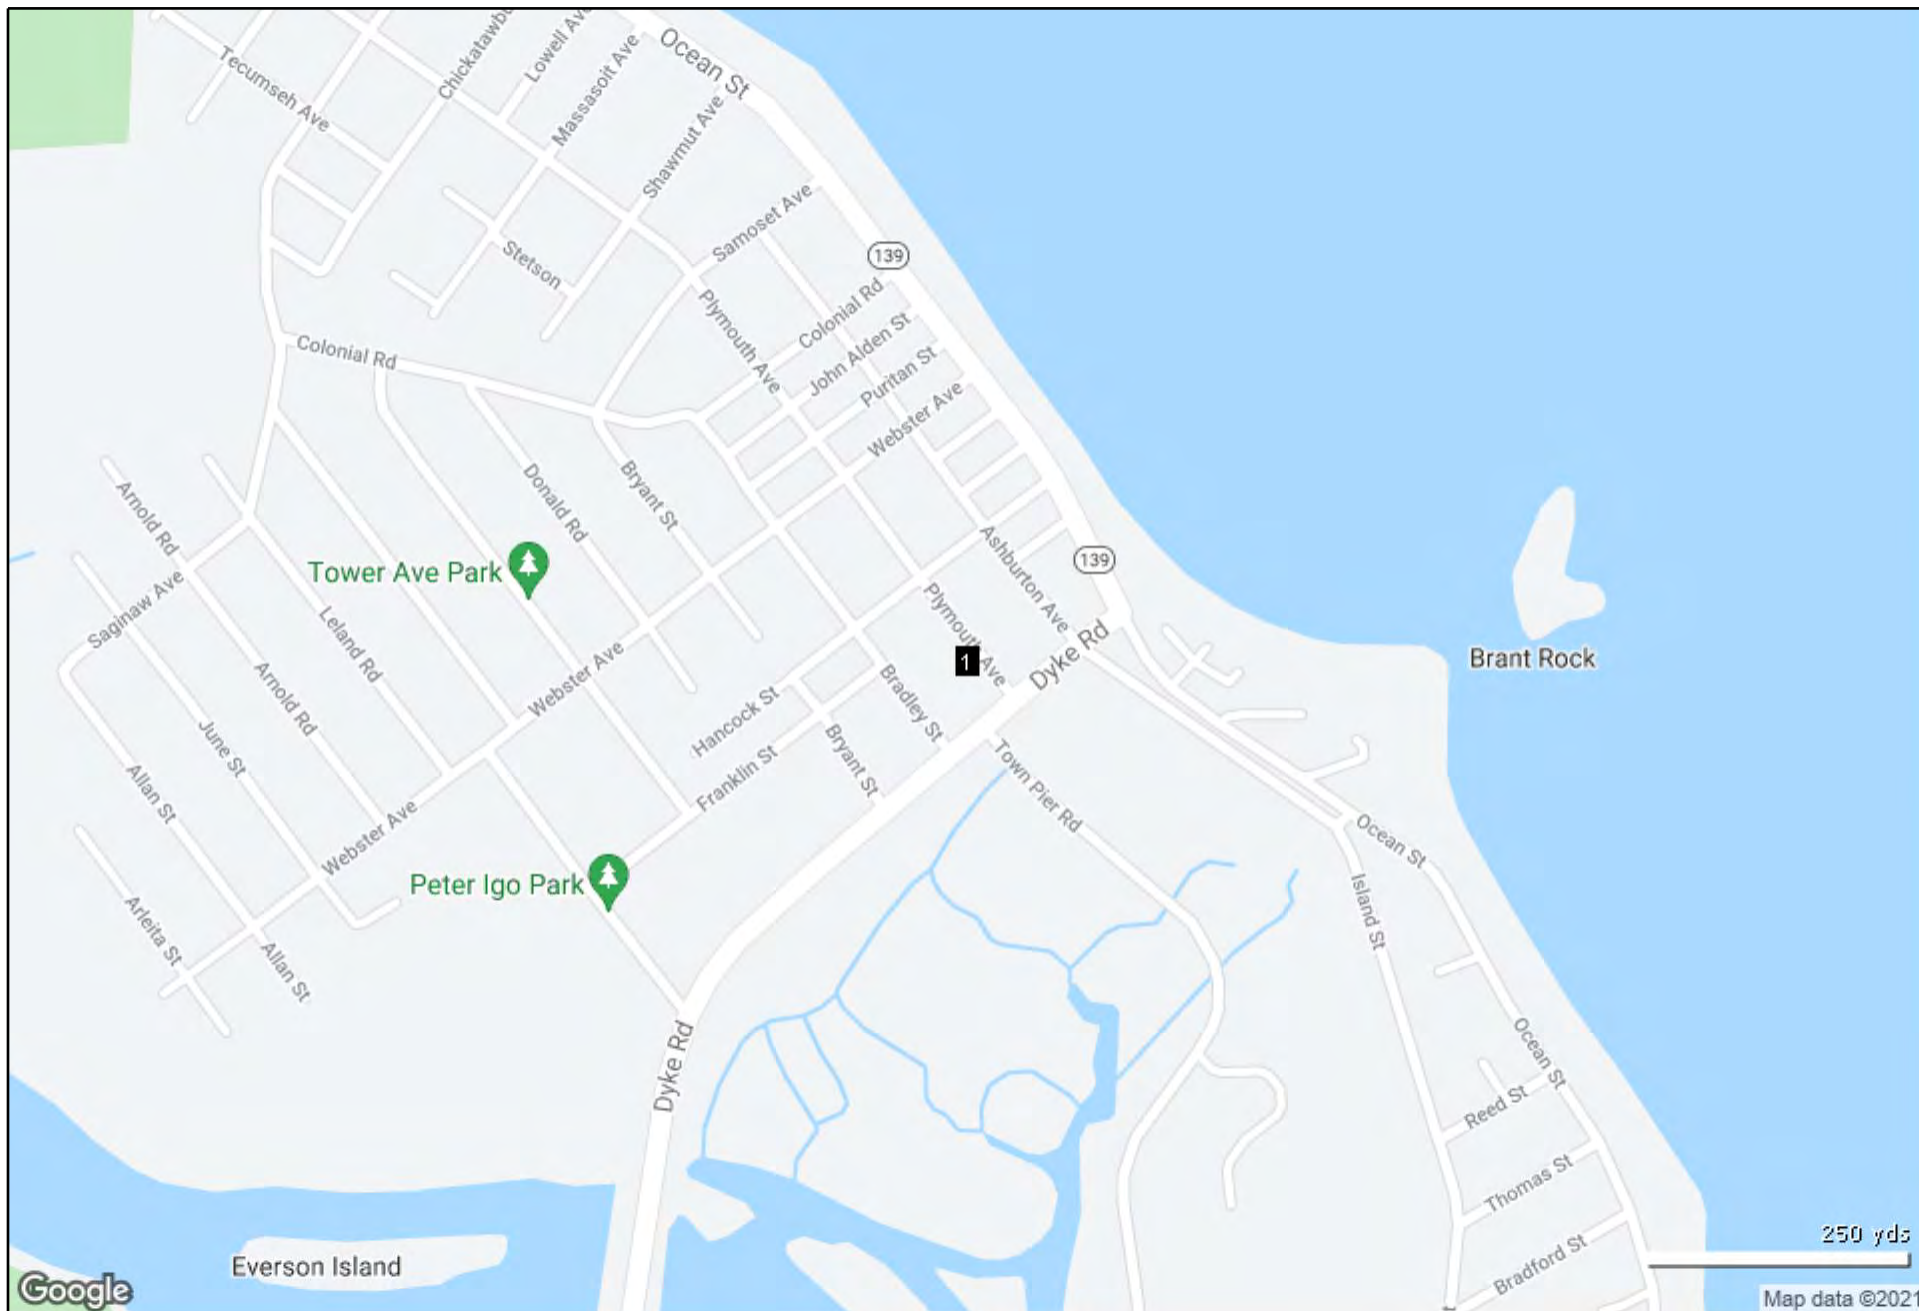 Ocean St
Lowell Ave
Massasoit Ave
Tecumseh Ave
Shawmut Ave
Samoset Ave
139
Stetson
Plymouth Ave
Colonial Rd
John Alden St
Puritan St
Colonial Rd
Webster Ave
Bryant St
Donald Rd
Arnold Rd
Ashburton Ave
139
Tower Ave Park
Saginaw Ave
Leland Rd
Plymouth Ave
1
Dyke Rd
Brant Rock
Webster Ave
Arnold Rd
Hancock St
Bradley St
June St
Bryant St
Franklin St
Town Pier Rd
Allan St
Webster Ave
Ocean St
Peter Igo Park
Island St
Arleita St
Allan St
Dyke Rd
Ocean St
Reed St
Thomas St
250 yds
Bradford St
Everson Island
Google
Map data ©2021